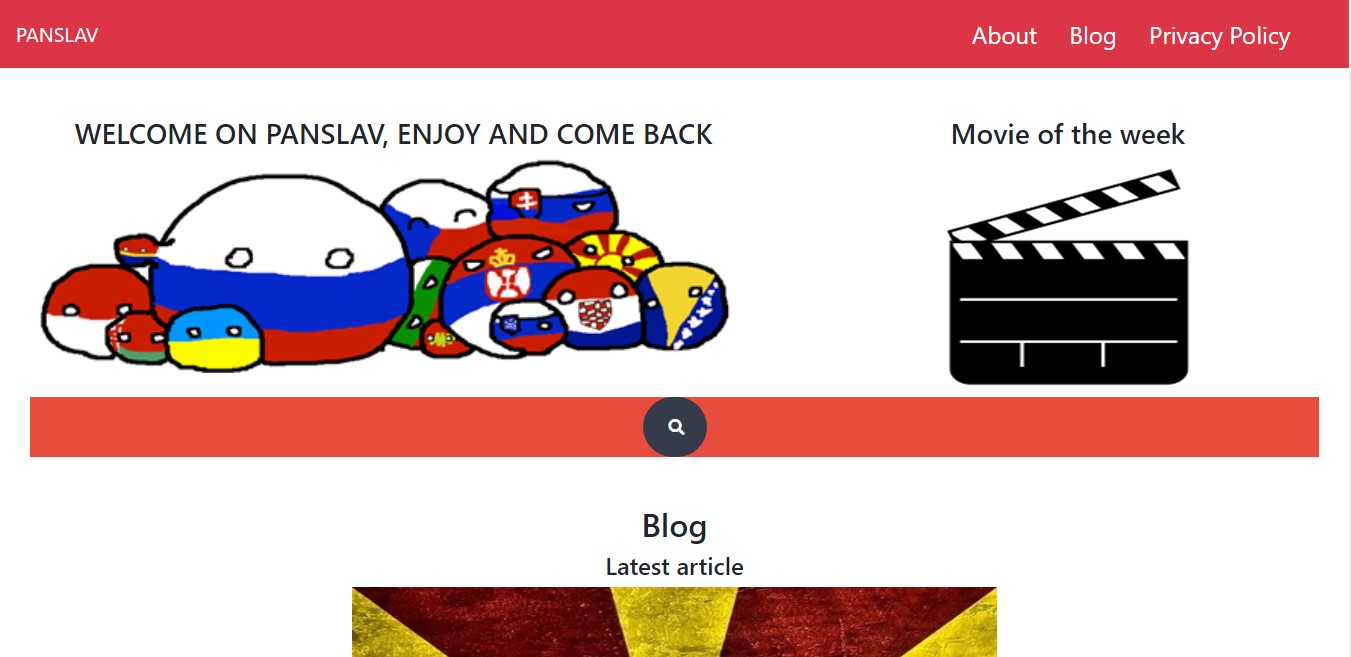 PANSLAV
About Blog Privacy Policy
WELCOME ON PANSLAV, ENJOY AND COME BACK
Movie of the week
Blog
Latest article